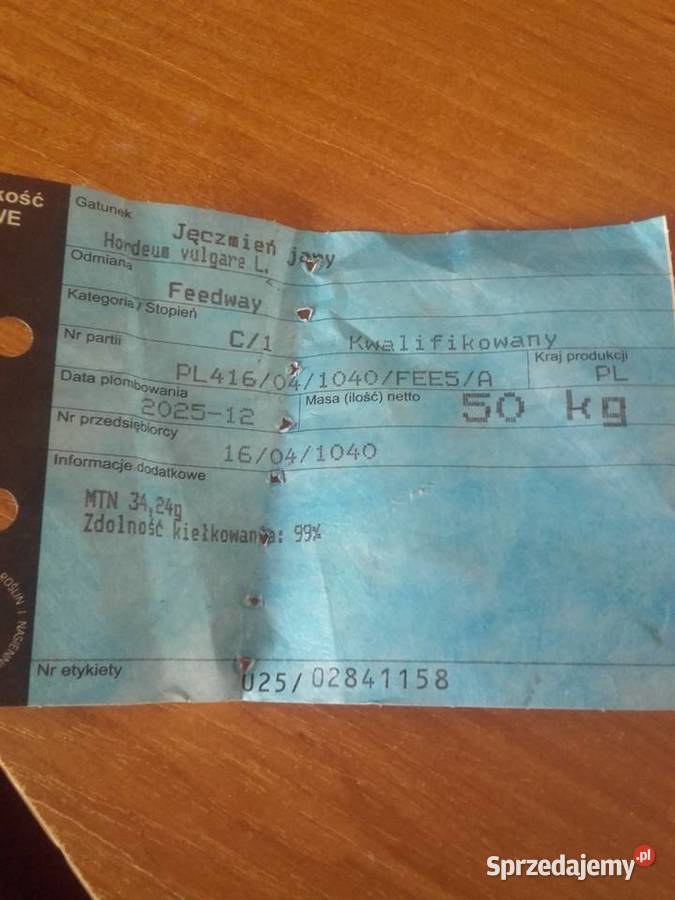 kość
WE
Gatunek
Jęczmień jary
Hordeum vulgare L.
Odmiana
Feedway
Kategoria / Stopień
C/1 Kwalifikowany
Nr partii
PL416/04/1040/FEE5/A
Kraj produkcji
PL
Data plombowania
2025-12
Masa (ilość) netto
50 kg
Nr przedsiębiorcy
16/04/1040
Informacje dodatkowe
MTN 34,24g
Zdolność kiełkowania: 99%
Nr etykiety
U25/02841158
Sprzedajemy.pl